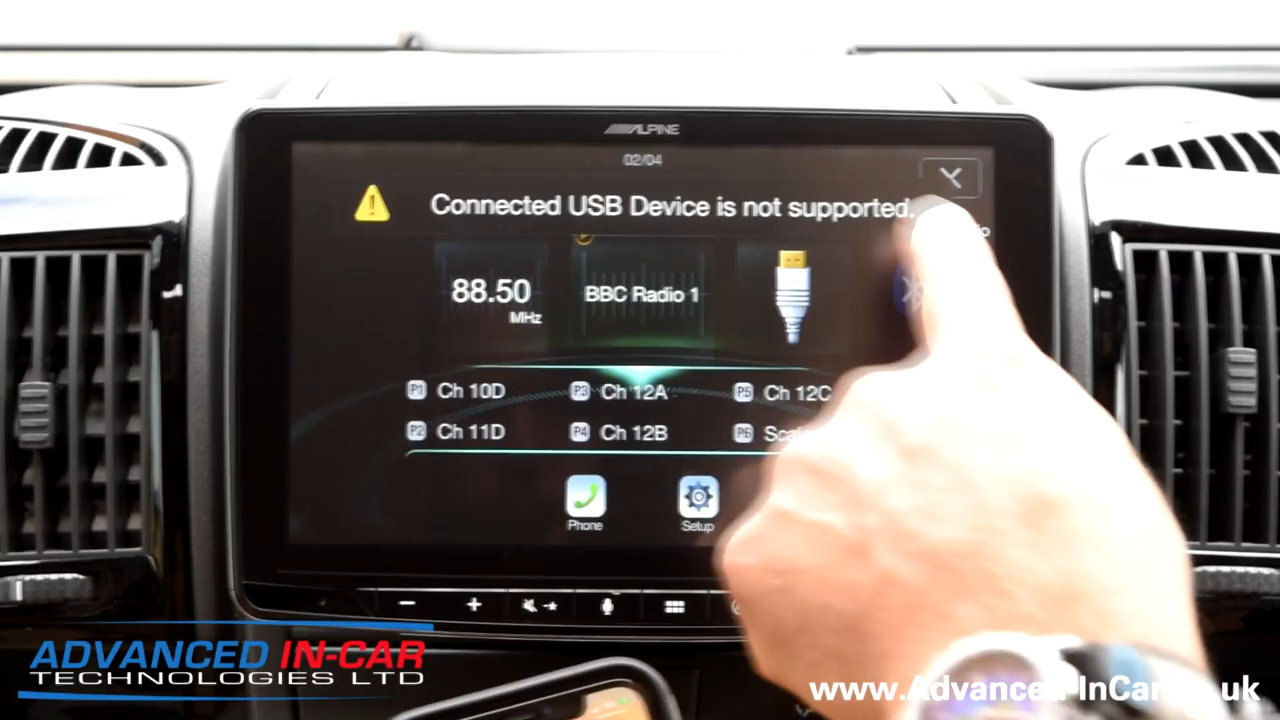 ALPINE
02/04
Connected USB Device is not supported.
88.50
MHz
BBC Radio 1
P1 Ch 10D
P3 Ch 12A
P5 Ch 12C
P2 Ch 11D
P4 Ch 12B
P6
Phone
Setup
ADVANCED IN-CAR
TECHNOLOGIES LTD